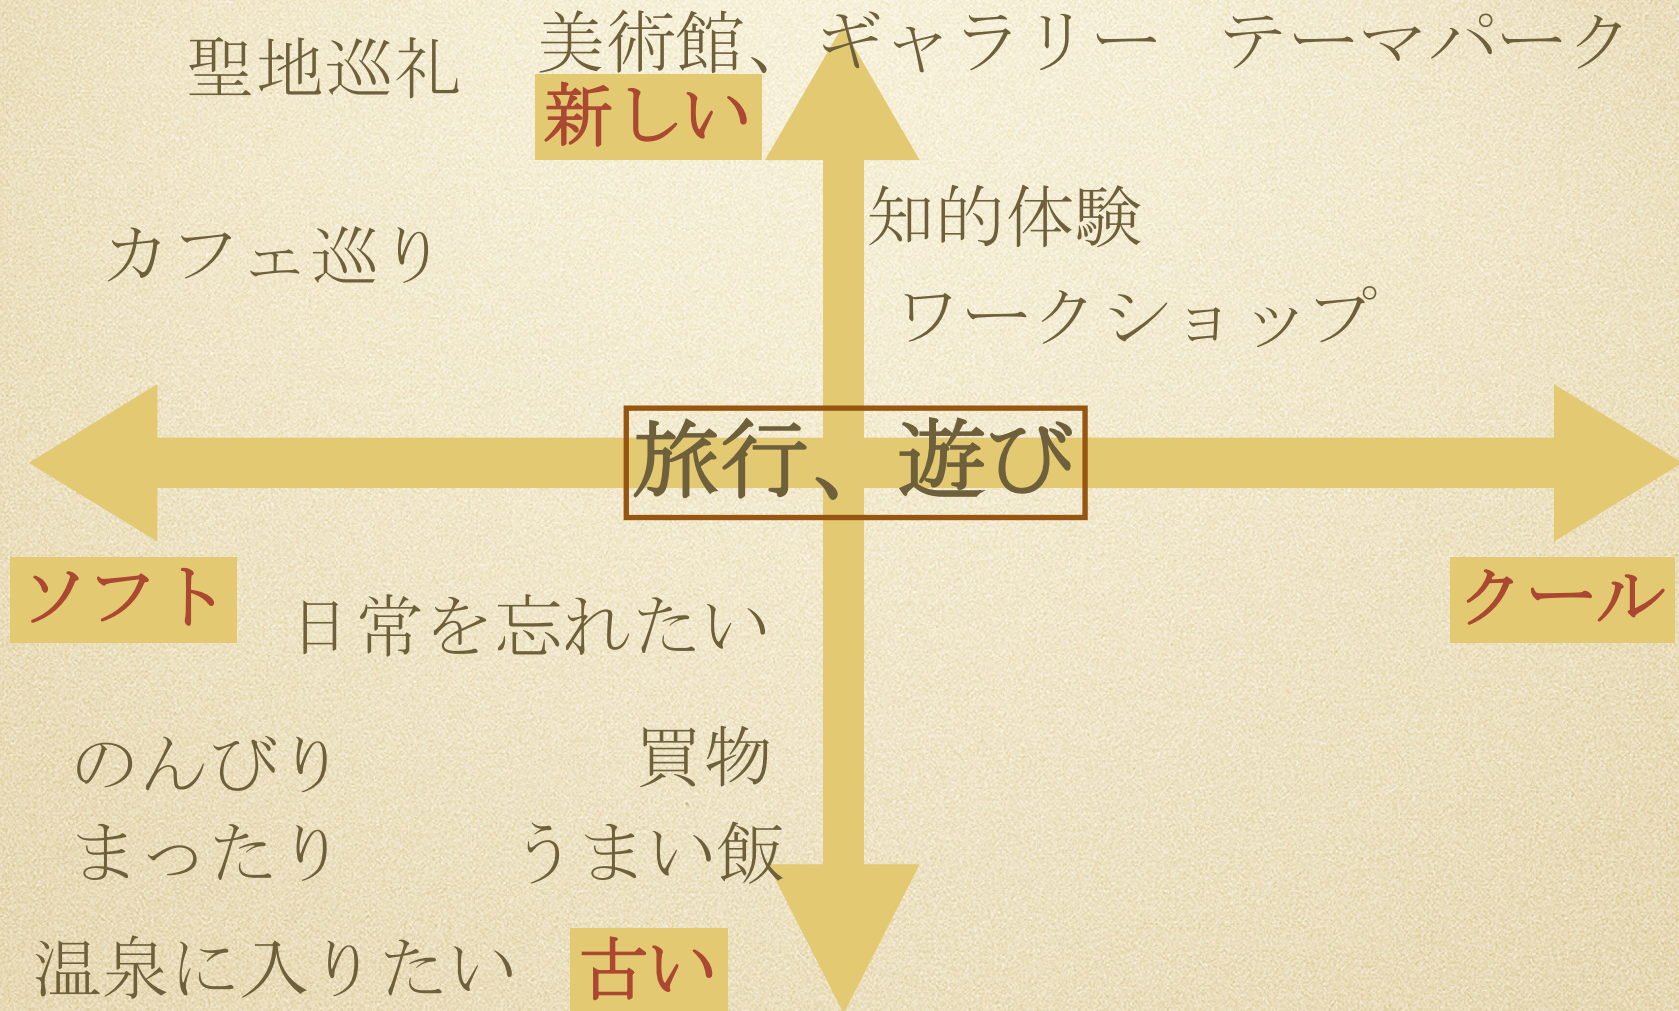 美術館、ギャラリー　テーマパーク
聖地巡礼
新しい
知的体験
カフェ巡り
ワークショップ
旅行、遊び
ソフト
クール
日常を忘れたい
のんびり
買物
まったり
うまい飯
温泉に入りたい
古い